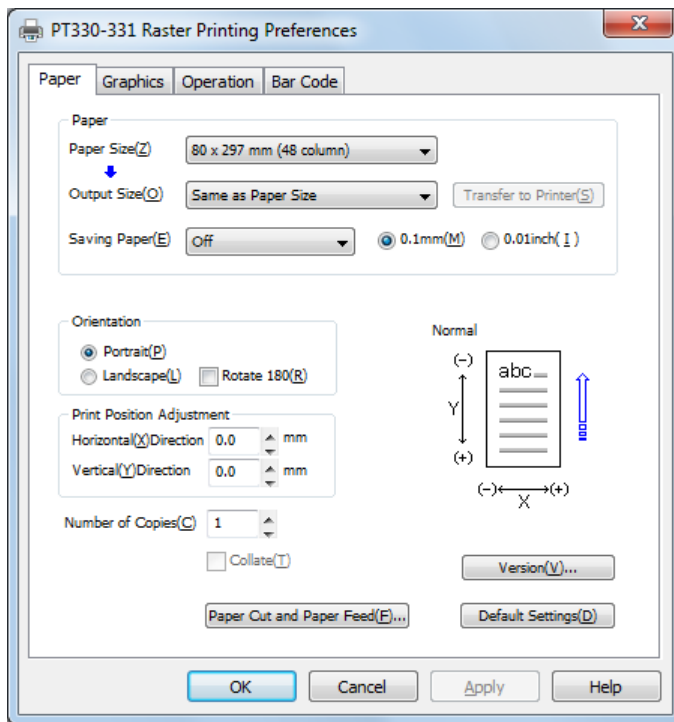 PT330-331 Raster Printing Preferences
Paper Graphics Operation Bar Code
Paper
Paper Size(Z) 80 x 297 mm (48 column)
Output Size(O) Same as Paper Size Transfer to Printer(S)
Saving Paper(E) Off 0.1mm(M) 0.01inch( I )
Orientation
Portrait(P)
Landscape(L) Rotate 180(R)
Print Position Adjustment
Horizontal(X)Direction 0.0 mm
Vertical(Y)Direction 0.0 mm
Normal
(-)
abc
Y
(+)
(-) (+)
X
Number of Copies(C) 1
Collate(T)
Version(V)...
Paper Cut and Paper Feed(F)... Default Settings(D)
OK Cancel Apply Help